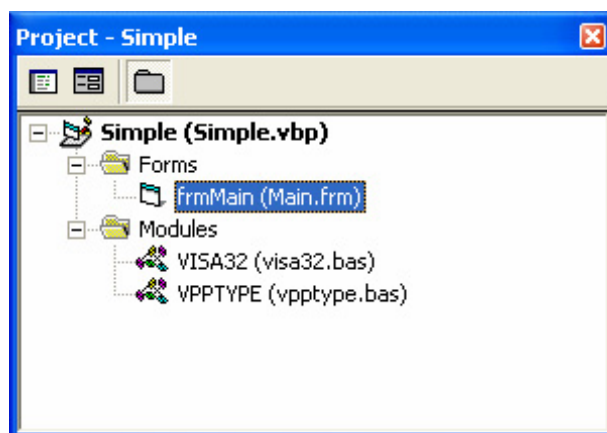 Project - Simple
Simple (Simple.vbp)
Forms
frmMain (Main.frm)
Modules
VISA32 (visa32.bas)
VPPTYPE (vpptype.bas)